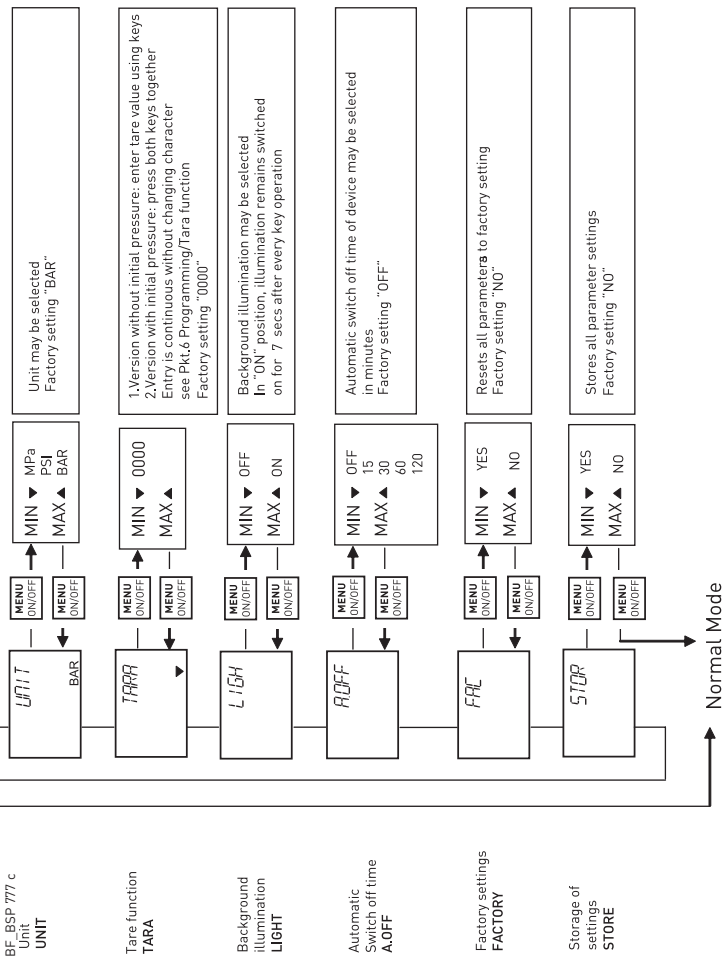 BF_BSP 777 c
Unit
UNIT
UNIT
BAR
MENU
ON/OFF
MENU
ON/OFF
MIN ▼ MPa
PSI
MAX ▲ BAR
Unit may be selected
Factory setting "BAR"
Tare function
TARA
TARA
▼
MENU
ON/OFF
MENU
ON/OFF
MIN ▼ 0000
MAX ▲
1.Version without initial pressure: enter tare value using keys
2.Version with initial pressure: press both keys together
Entry is continuous without changing character
see Pkt.6 Programming/Tara function
Factory setting "0000"
Background
illumination
LIGHT
LIGH
MENU
ON/OFF
MENU
ON/OFF
MIN ▼ OFF
MAX ▲ ON
Background illumination may be selected
In "ON" position, illumination remains switched
on for 7 secs after every key operation
Automatic
Switch off time
A.OFF
A.OFF
MENU
ON/OFF
MENU
ON/OFF
MIN ▼ OFF
15
MAX ▲ 30
60
120
Automatic switch off time of device may be selected
in minutes
Factory setting "OFF"
Factory settings
FACTORY
FAC
MENU
ON/OFF
MENU
ON/OFF
MIN ▼ YES
MAX ▲ NO
Resets all parameters to factory setting
Factory setting "NO"
Storage of
settings
STORE
STOR
MENU
ON/OFF
MENU
ON/OFF
MIN ▼ YES
MAX ▲ NO
Stores all parameter settings
Factory setting "NO"
Normal Mode